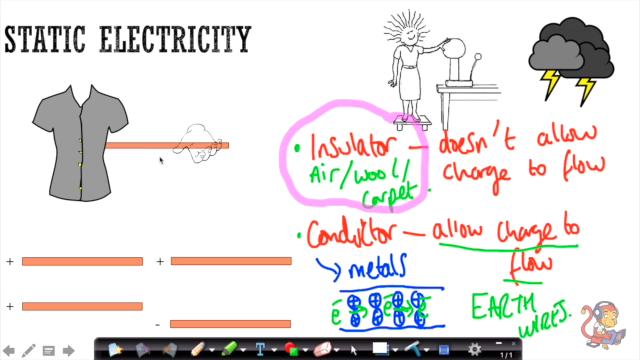 STATIC ELECTRICITY
• Insulator — doesn't allow
Air/wool/ charge to flow
carpet.
• Conductor — allow charge to
flow
↳ metals
e⁻ ⊕ ⊕ e⁻ ⊕ ⊕ e⁻
⊕ ⊕ ⊕ ⊕
EARTH
WIRES.
+ +
+ -
1/1